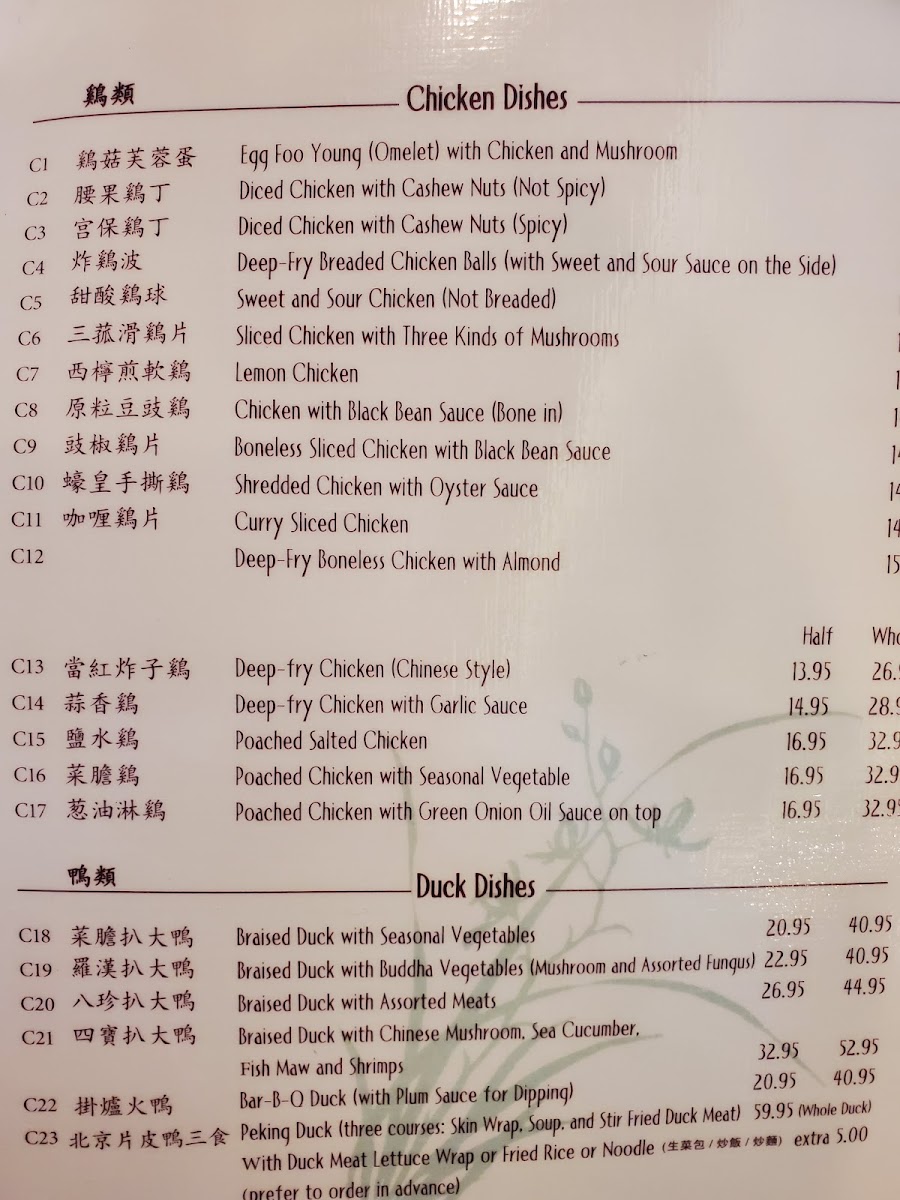 鷄類 Chicken Dishes
C1 鷄菇芙蓉蛋 Egg Foo Young (Omelet) with Chicken and Mushroom
C2 腰果鷄丁 Diced Chicken with Cashew Nuts (Not Spicy)
C3 宮保鷄丁 Diced Chicken with Cashew Nuts (Spicy)
C4 炸鷄波 Deep-Fry Breaded Chicken Balls (with Sweet and Sour Sauce on the Side)
C5 甜酸鷄球 Sweet and Sour Chicken (Not Breaded)
C6 三菰滑鷄片 Sliced Chicken with Three Kinds of Mushrooms
C7 西檸煎軟鷄 Lemon Chicken
C8 原粒豆豉鷄 Chicken with Black Bean Sauce (Bone in)
C9 豉椒鷄片 Boneless Sliced Chicken with Black Bean Sauce
C10 蠔皇手撕鷄 Shredded Chicken with Oyster Sauce
C11 咖喱鷄片 Curry Sliced Chicken
C12 Deep-Fry Boneless Chicken with Almond
Half
C13 當紅炸子鷄 Deep-fry Chicken (Chinese Style) 13.95
C14 蒜香鷄 Deep-fry Chicken with Garlic Sauce 14.95
C15 鹽水鷄 Poached Salted Chicken 16.95
C16 菜膽鷄 Poached Chicken with Seasonal Vegetable 16.95
C17 葱油淋鷄 Poached Chicken with Green Onion Oil Sauce on top 16.95 32.95
鴨類 Duck Dishes
C18 菜膽扒大鴨 Braised Duck with Seasonal Vegetables 20.95 40.95
C19 羅漢扒大鴨 Braised Duck with Buddha Vegetables (Mushroom and Assorted Fungus) 22.95 40.95
C20 八珍扒大鴨 Braised Duck with Assorted Meats 26.95 44.95
C21 四寶扒大鴨 Braised Duck with Chinese Mushroom, Sea Cucumber,
Fish Maw and Shrimps 32.95 52.95
C22 掛爐火鴨 Bar-B-Q Duck (with Plum Sauce for Dipping) 20.95 40.95
C23 北京片皮鴨三食 Peking Duck (three courses: Skin Wrap, Soup, and Stir Fried Duck Meat) 59.95 (Whole Duck)
With Duck Meat Lettuce Wrap or Fried Rice or Noodle (生菜包 / 炒飯 / 炒麵) extra 5.00
(prefer to order in advance)